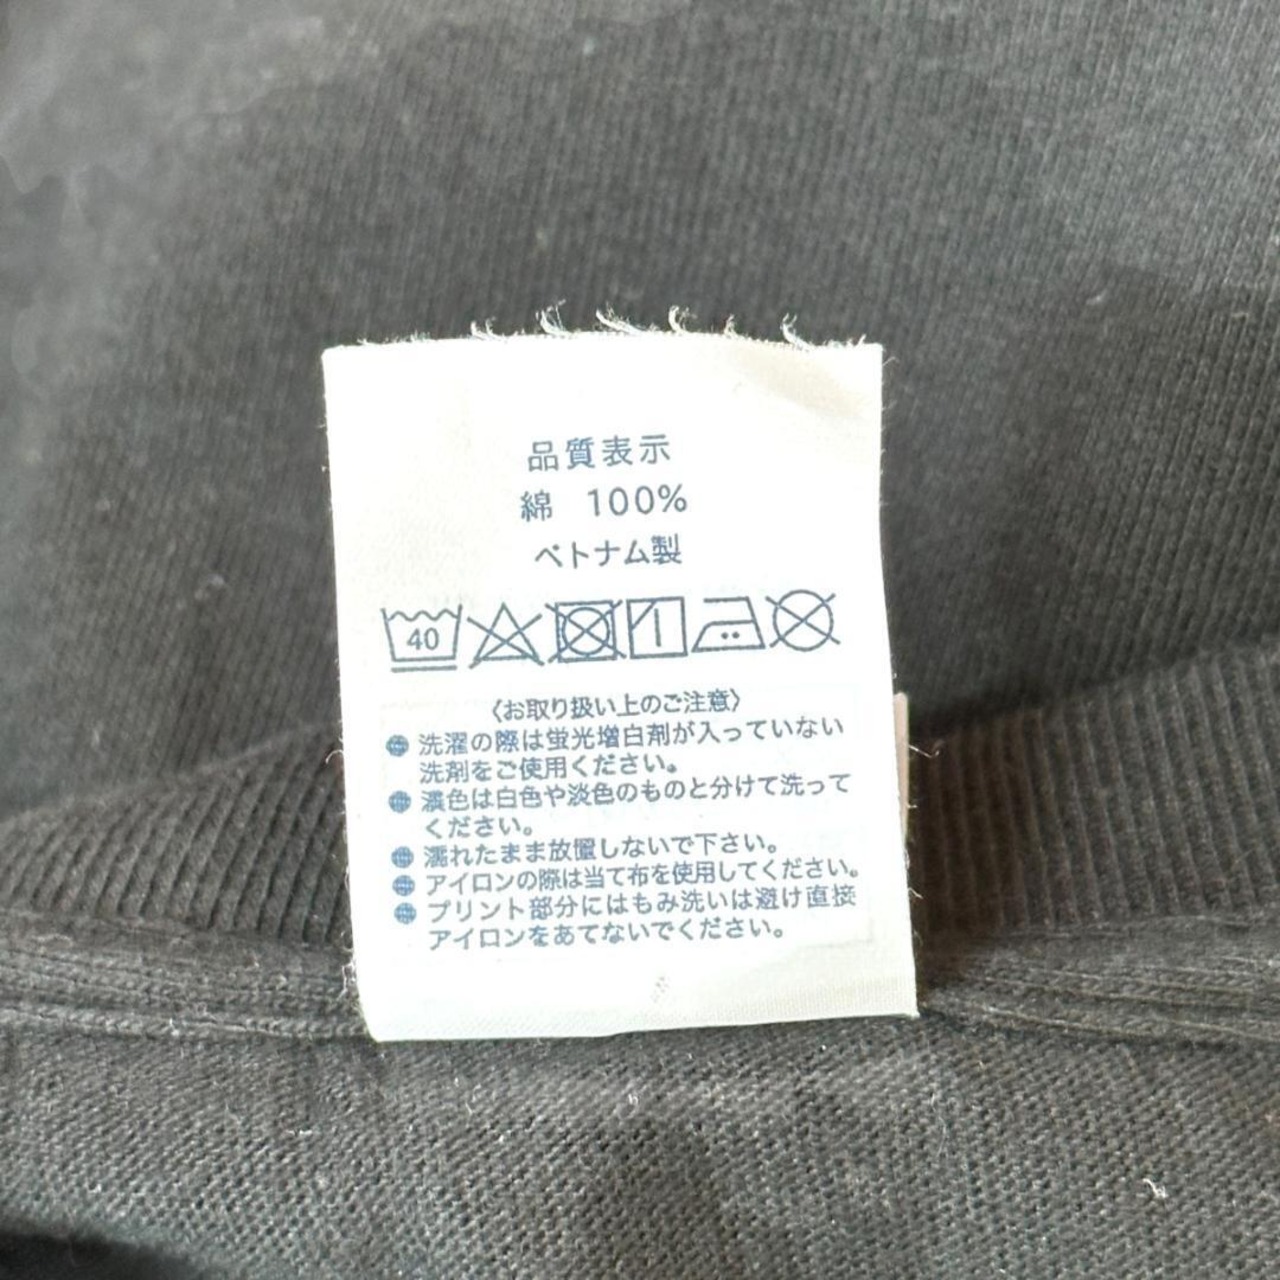 品質表示
綿 100%
ベトナム製
40
〈お取り扱い上のご注意〉
● 洗濯の際は蛍光増白剤が入っていない
洗剤をご使用ください。
● 濃色は白色や淡色のものと分けて洗って
ください。
● 濡れたまま放置しないで下さい。
● アイロンの際は当て布を使用してください。
● プリント部分にはもみ洗いは避け直接
アイロンをあてないでください。